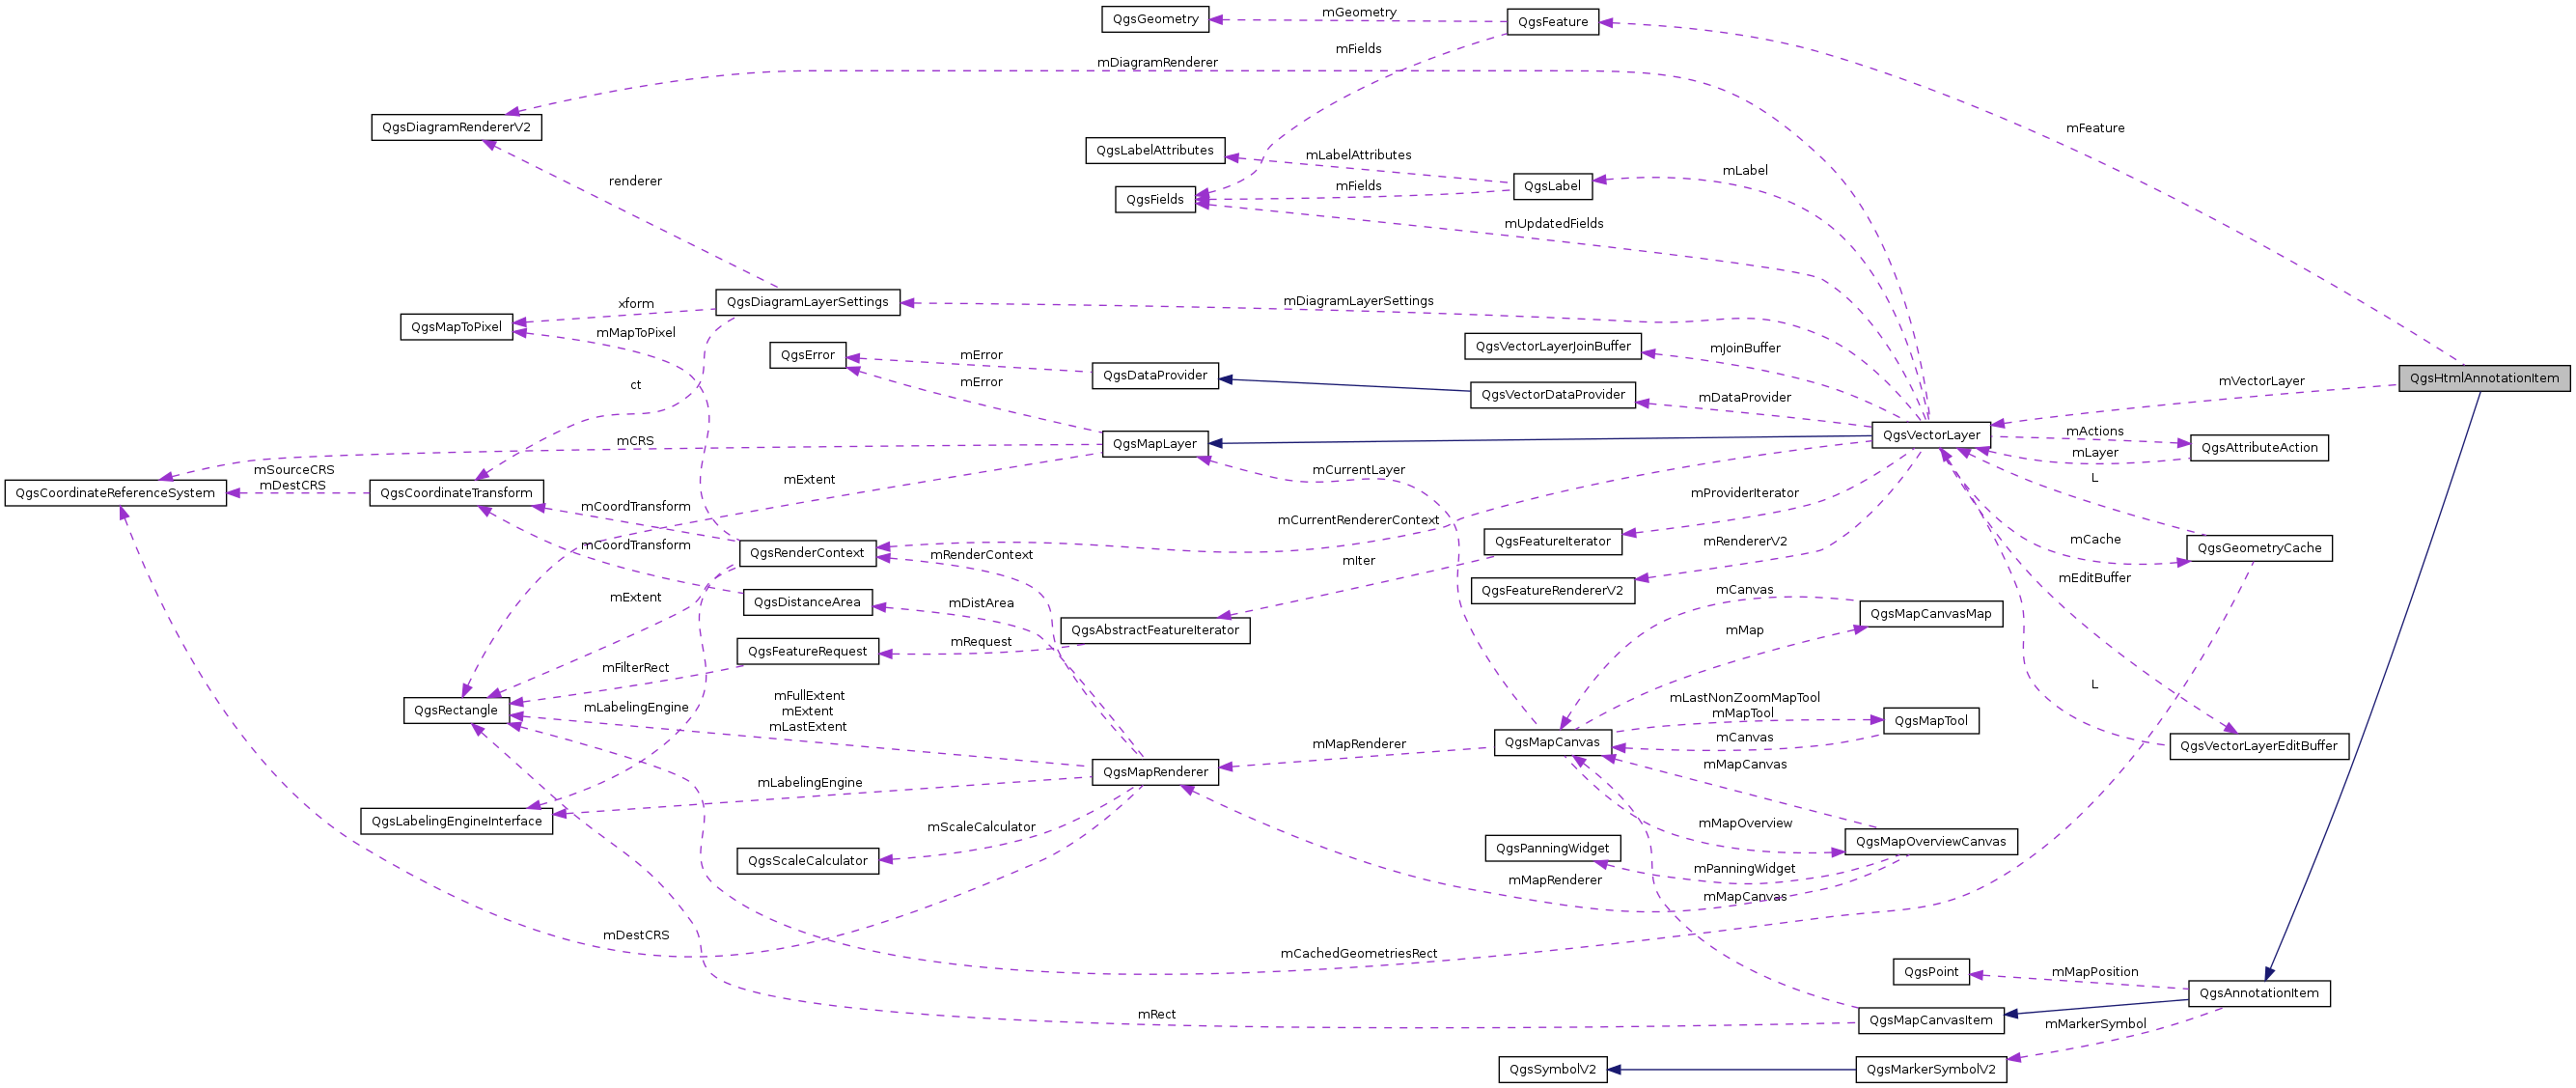 QgsGeometry
mGeometry
QgsFeature
mFields
mDiagramRenderer
QgsDiagramRendererV2
mFeature
QgsLabelAttributes
mLabelAttributes
mLabel
renderer
mFields
QgsLabel
QgsFields
mUpdatedFields
xform
QgsDiagramLayerSettings
mDiagramLayerSettings
QgsMapToPixel
mMapToPixel
QgsError
mError
QgsVectorLayerJoinBuffer
mJoinBuffer
ct
mError
QgsDataProvider
QgsVectorDataProvider
mDataProvider
mVectorLayer
QgsHtmlAnnotationItem
mCRS
QgsMapLayer
QgsVectorLayer
mActions
mLayer
QgsAttributeAction
mSourceCRS
mDestCRS
QgsCoordinateReferenceSystem
QgsCoordinateTransform
mExtent
mCurrentLayer
L
mCoordTransform
mCurrentRendererContext
mProviderIterator
mCoordTransform
QgsRenderContext
mRenderContext
QgsFeatureIterator
mRendererV2
mCache
QgsGeometryCache
mIter
mEditBuffer
mExtent
QgsDistanceArea
mDistArea
QgsFeatureRendererV2
mCanvas
QgsMapCanvasMap
QgsAbstractFeatureIterator
mMap
QgsFeatureRequest
mRequest
mFilterRect
L
QgsRectangle
mLabelingEngine
mFullExtent
mExtent
mLastExtent
mLastNonZoomMapTool
mMapTool
QgsMapTool
mCanvas
QgsMapCanvas
mMapRenderer
QgsVectorLayerEditBuffer
mMapCanvas
QgsMapRenderer
mLabelingEngine
QgsLabelingEngineInterface
mScaleCalculator
mMapOverview
QgsMapOverviewCanvas
QgsScaleCalculator
QgsPanningWidget
mPanningWidget
mMapRenderer
mMapCanvas
mDestCRS
mCachedGeometriesRect
QgsPoint
mMapPosition
QgsAnnotationItem
mRect
QgsMapCanvasItem
mMarkerSymbol
QgsSymbolV2
QgsMarkerSymbolV2